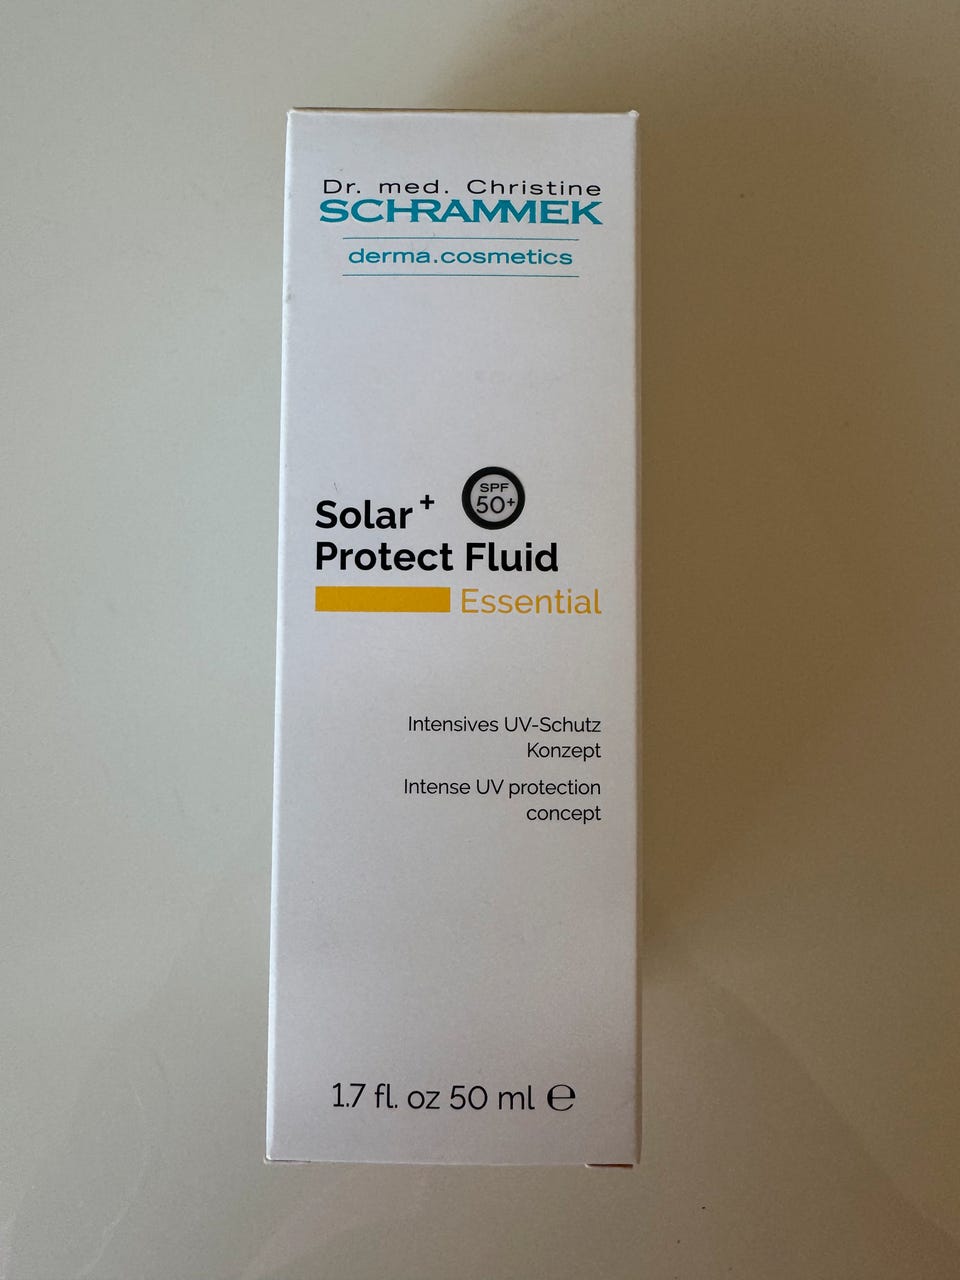 Dr. med. Christine
SCHRAMMEK
derma.cosmetics
SPF
50+
Solar+
Protect Fluid
Essential
Intensives UV-Schutz
Konzept
Intense UV protection
concept
1.7 fl. oz 50 ml ℮